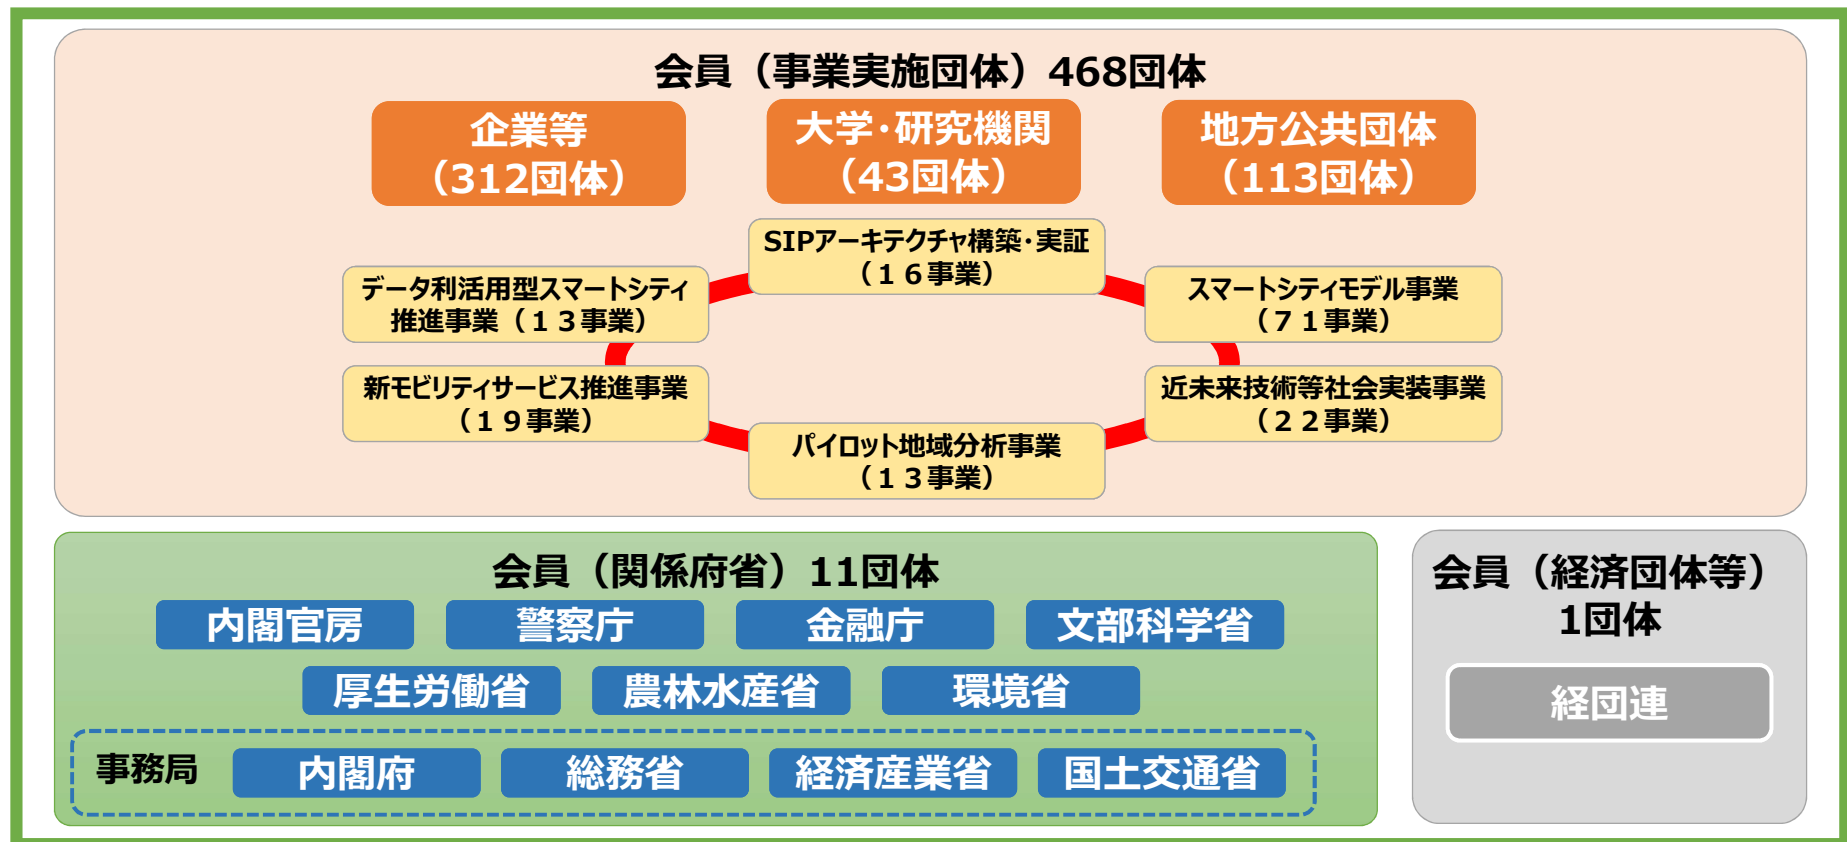 会員（事業実施団体）468団体
企業等
（312団体）
大学・研究機関
（43団体）
地方公共団体
（113団体）
SIPアーキテクチャ構築・実証
（１６事業）
データ利活用型スマートシティ
推進事業（１３事業）
スマートシティモデル事業
（７１事業）
新モビリティサービス推進事業
（１９事業）
近未来技術等社会実装事業
（２２事業）
パイロット地域分析事業
（１３事業）
会員（関係府省）11団体
内閣官房
警察庁
金融庁
文部科学省
厚生労働省
農林水産省
環境省
事務局
内閣府
総務省
経済産業省
国土交通省
会員（経済団体等）
1団体
経団連